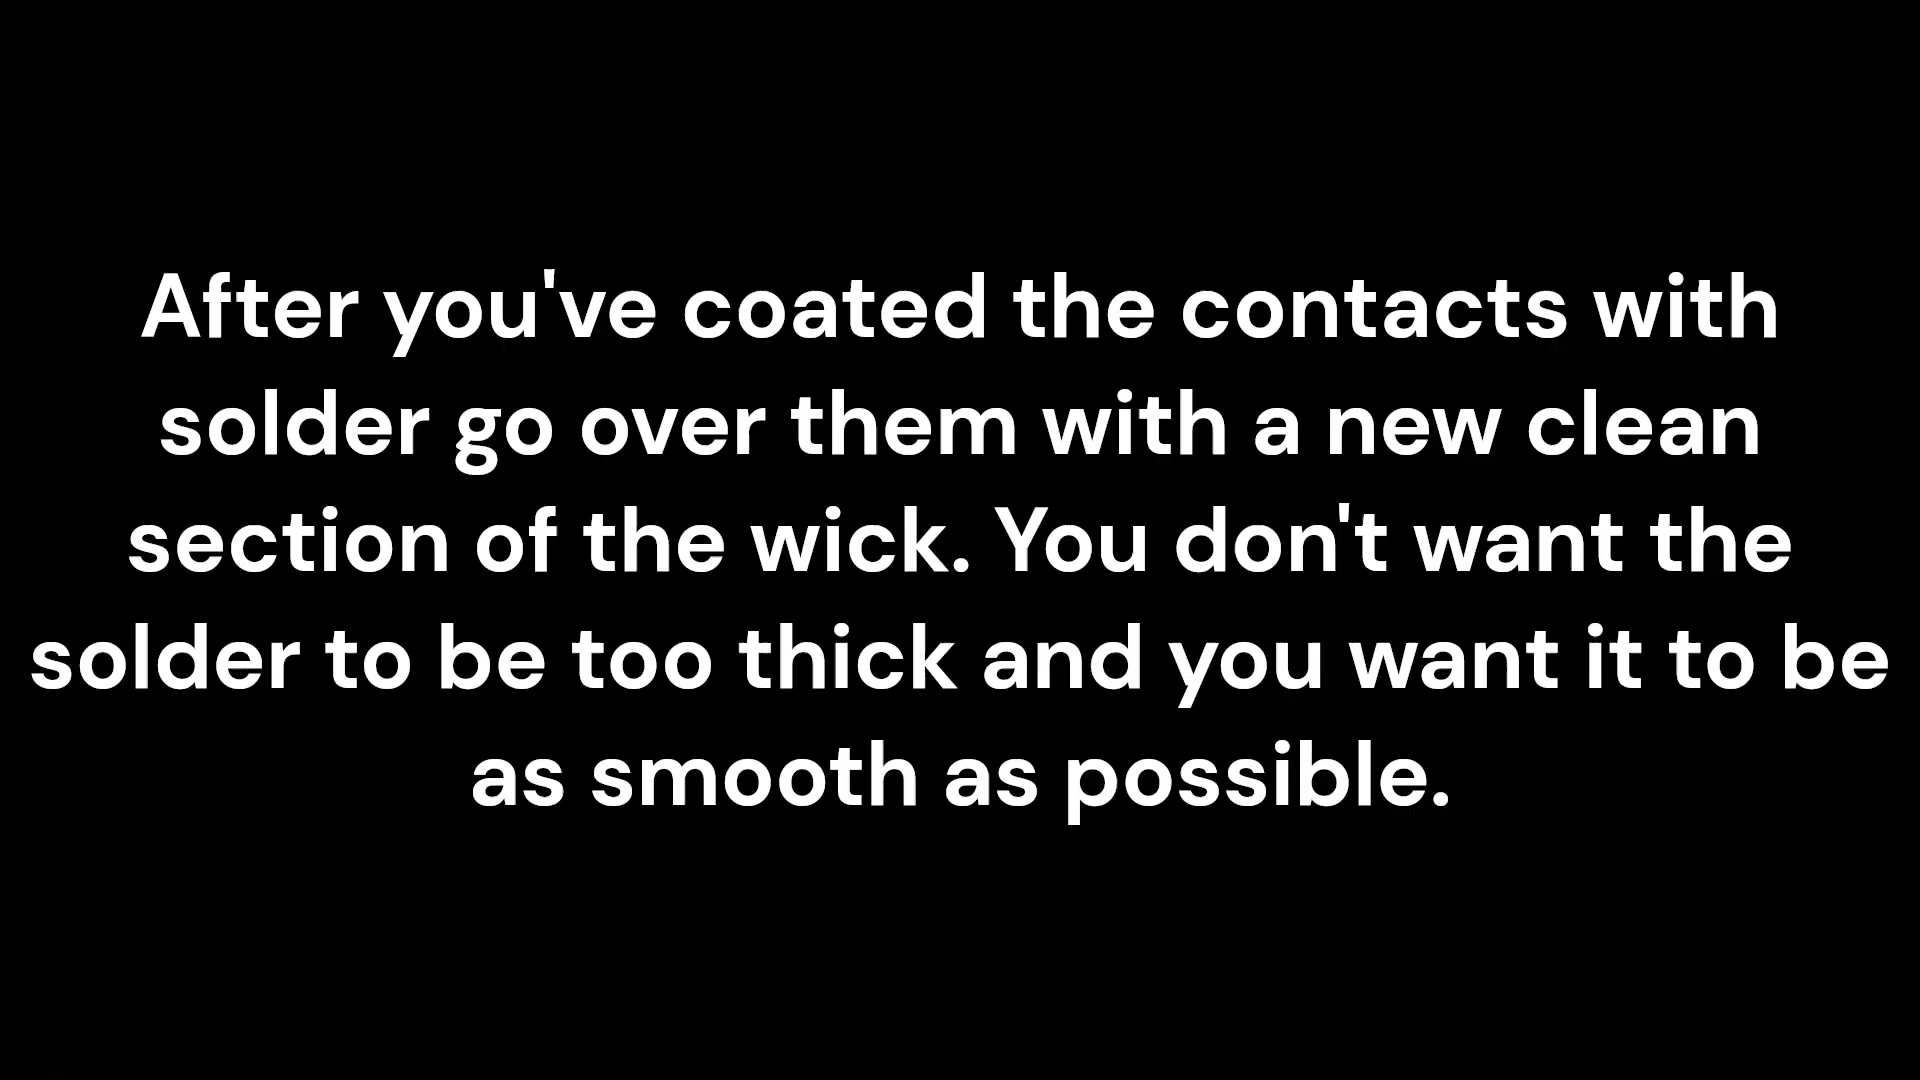 After you've coated the contacts with
solder go over them with a new clean
section of the wick. You don't want the
solder to be too thick and you want it to be
as smooth as possible.